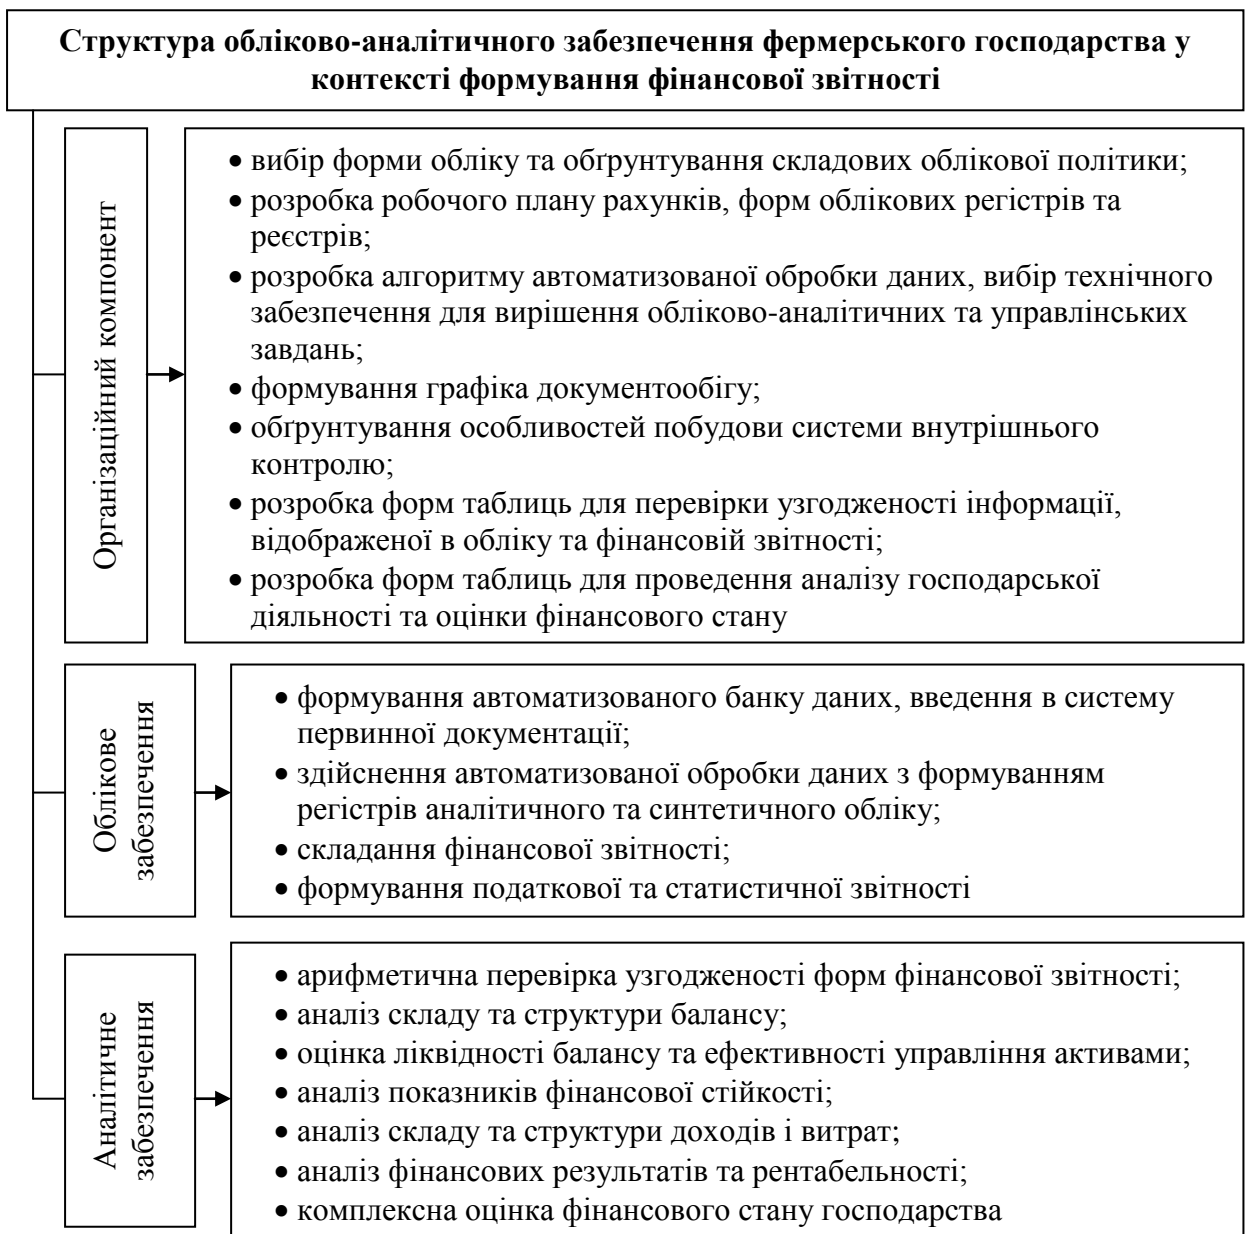 Структура обліково-аналітичного забезпечення фермерського господарства у
контексті формування фінансової звітності
Організаційний компонент
• вибір форми обліку та обґрунтування складових облікової політики;
• розробка робочого плану рахунків, форм облікових регістрів та
реєстрів;
• розробка алгоритму автоматизованої обробки даних, вибір технічного
забезпечення для вирішення обліково-аналітичних та управлінських
завдань;
• формування графіка документообігу;
• обґрунтування особливостей побудови системи внутрішнього
контролю;
• розробка форм таблиць для перевірки узгодженості інформації,
відображеної в обліку та фінансовій звітності;
• розробка форм таблиць для проведення аналізу господарської
діяльності та оцінки фінансового стану
Облікове
забезпечення
• формування автоматизованого банку даних, введення в систему
первинної документації;
• здійснення автоматизованої обробки даних з формуванням
регістрів аналітичного та синтетичного обліку;
• складання фінансової звітності;
• формування податкової та статистичної звітності
Аналітичне
забезпечення
• арифметична перевірка узгодженості форм фінансової звітності;
• аналіз складу та структури балансу;
• оцінка ліквідності балансу та ефективності управління активами;
• аналіз показників фінансової стійкості;
• аналіз складу та структури доходів і витрат;
• аналіз фінансових результатів та рентабельності;
• комплексна оцінка фінансового стану господарства